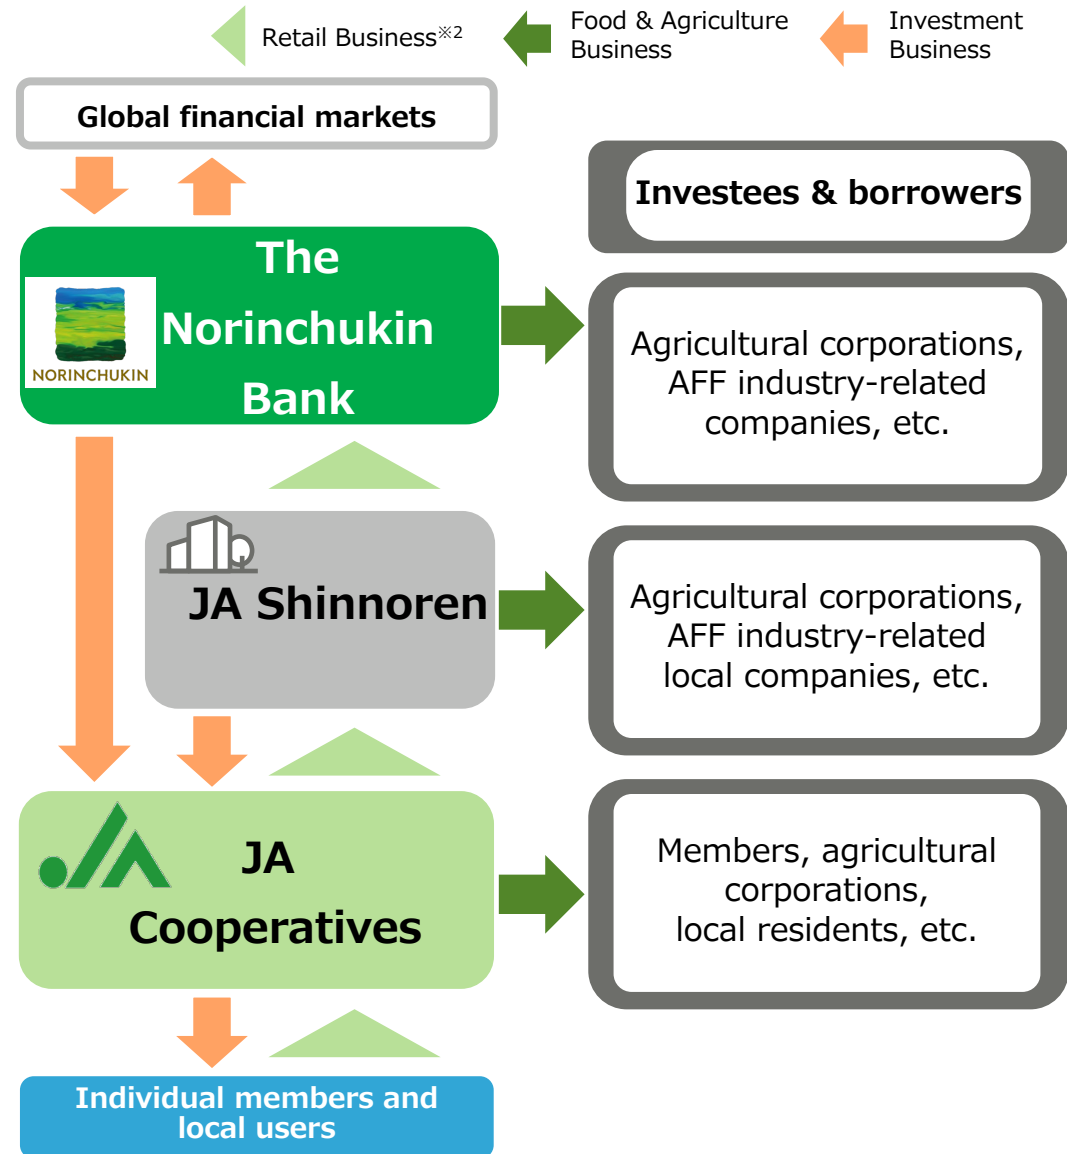 Retail Business※2
Food & Agriculture
Business
Investment
Business
Global financial markets
Investees & borrowers
The
Norinchukin
Bank
NORINCHUKIN
Agricultural corporations,
AFF industry-related
companies, etc.
JA Shinnoren
Agricultural corporations,
AFF industry-related
local companies, etc.
JA
Cooperatives
Members, agricultural
corporations,
local residents, etc.
Individual members and
local users